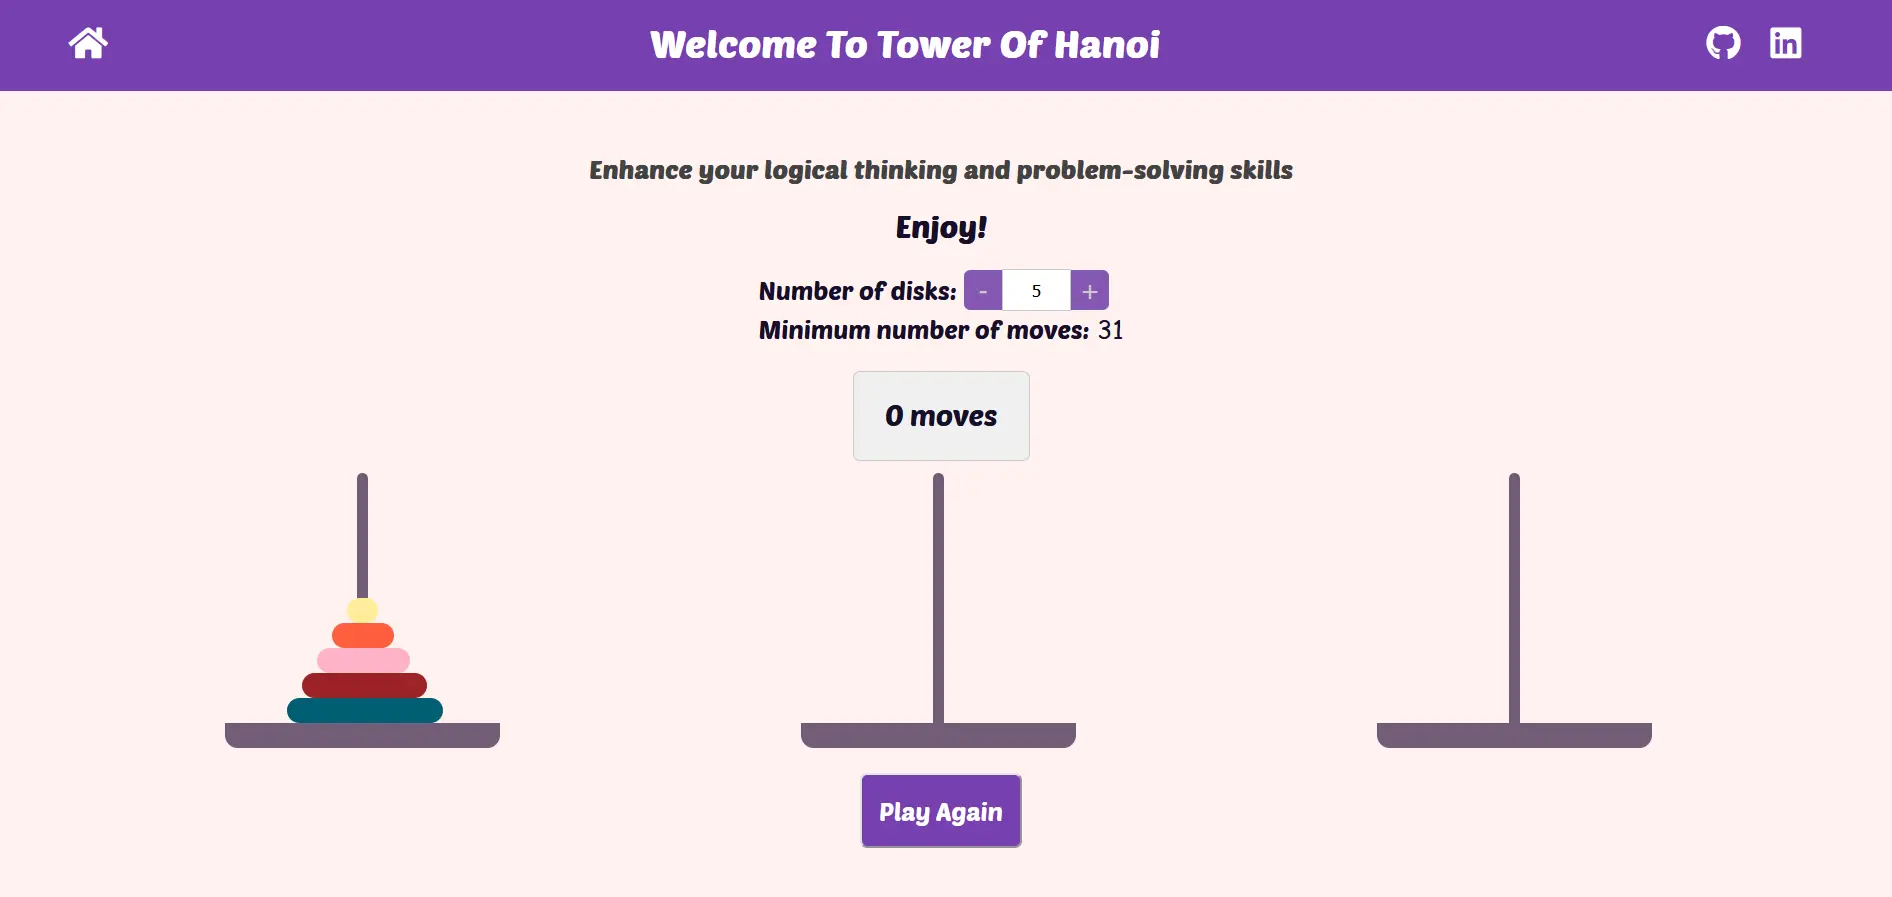 Welcome To Tower Of Hanoi
in
Enhance your logical thinking and problem-solving skills
Enjoy!
Number of disks: - 5 +
Minimum number of moves: 31
0 moves
Play Again